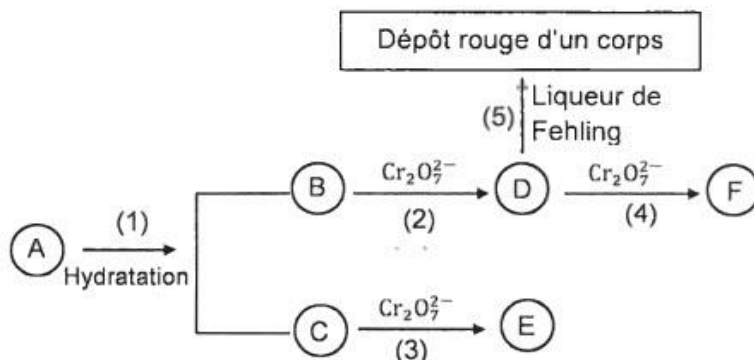 Dépôt rouge d'un corps
(5)
Liqueur de
Fehling
A
(1)
Hydratation
B
Cr₂O₇²⁻
(2)
D
Cr₂O₇²⁻
(4)
F
C
Cr₂O₇²⁻
(3)
E